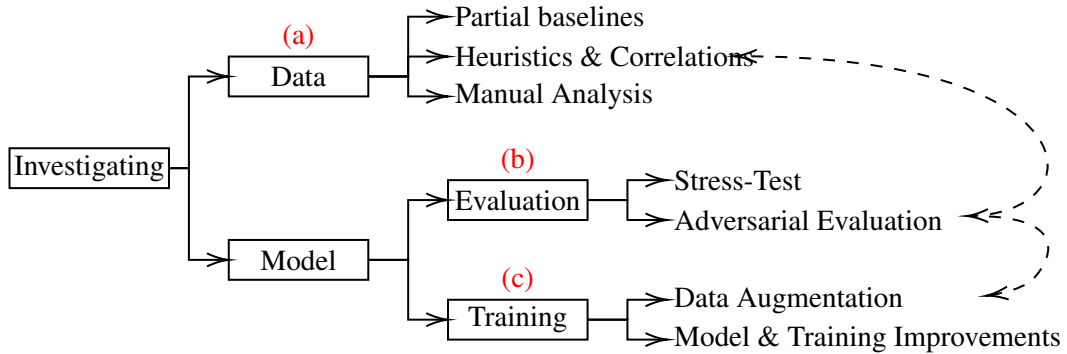 Partial baselines
(a)
Heuristics & Correlations
Data
Manual Analysis
Investigating
(b)
Stress-Test
Evaluation
Adversarial Evaluation
Model
(c)
Data Augmentation
Training
Model & Training Improvements